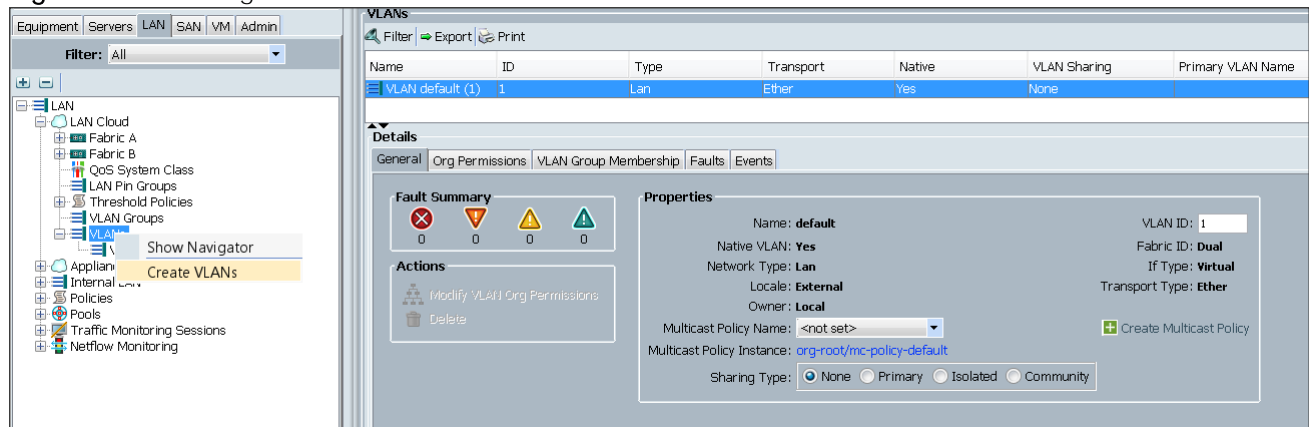 VLANs
Equipment Servers LAN SAN VM Admin
Filter Export Print
Filter: All
Name ID Type Transport Native VLAN Sharing Primary VLAN Name
VLAN default (1) 1 Lan Ether Yes None
LAN
LAN Cloud
Fabric A
Fabric B
QoS System Class
LAN Pin Groups
Threshold Policies
VLAN Groups
VLANs
Show Navigator
Create VLANs
Internal LAN
Policies
Pools
Traffic Monitoring Sessions
Netflow Monitoring
Details
General Org Permissions VLAN Group Membership Faults Events
Fault Summary
0 0 0 0
Actions
Modify VLAN Org Permissions
Delete
Properties
Name: default VLAN ID: 1
Native VLAN: Yes Fabric ID: Dual
Network Type: Lan If Type: Virtual
Locale: External Transport Type: Ether
Owner: Local
Multicast Policy Name: <not set> Create Multicast Policy
Multicast Policy Instance: org-root/mc-policy-default
Sharing Type: None Primary Isolated Community